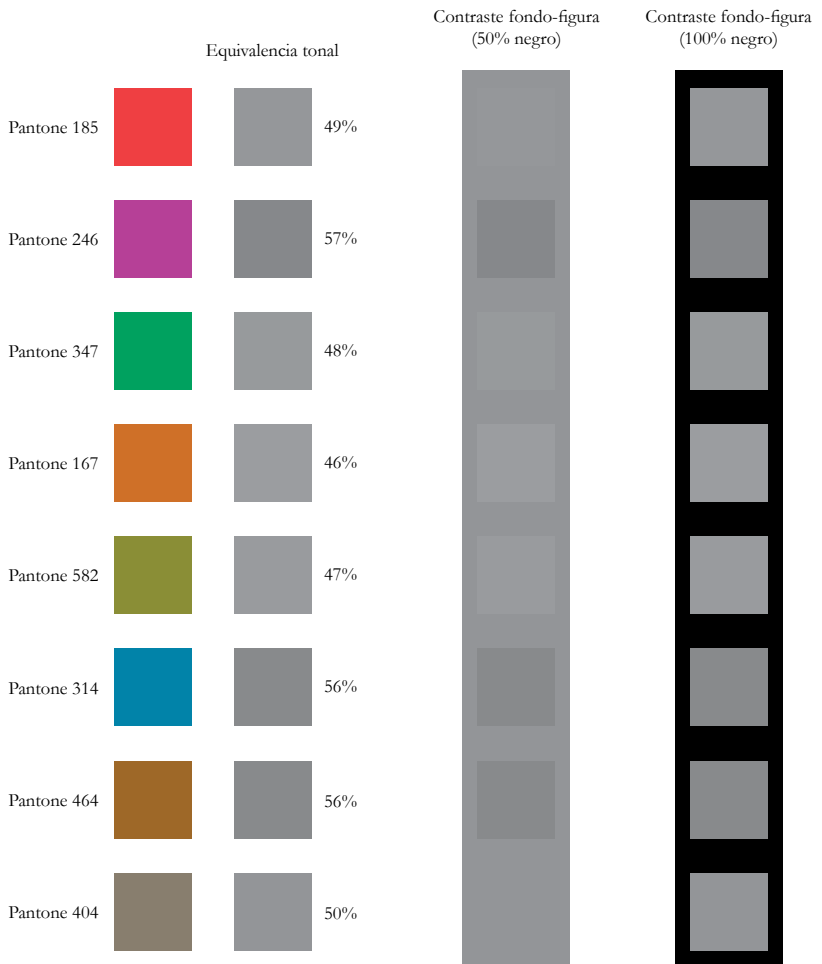 Equivalencia tonal
Contraste fondo-figura
(50% negro)
Contraste fondo-figura
(100% negro)
Pantone 185
49%
Pantone 246
57%
Pantone 347
48%
Pantone 167
46%
Pantone 582
47%
Pantone 314
56%
Pantone 464
56%
Pantone 404
50%